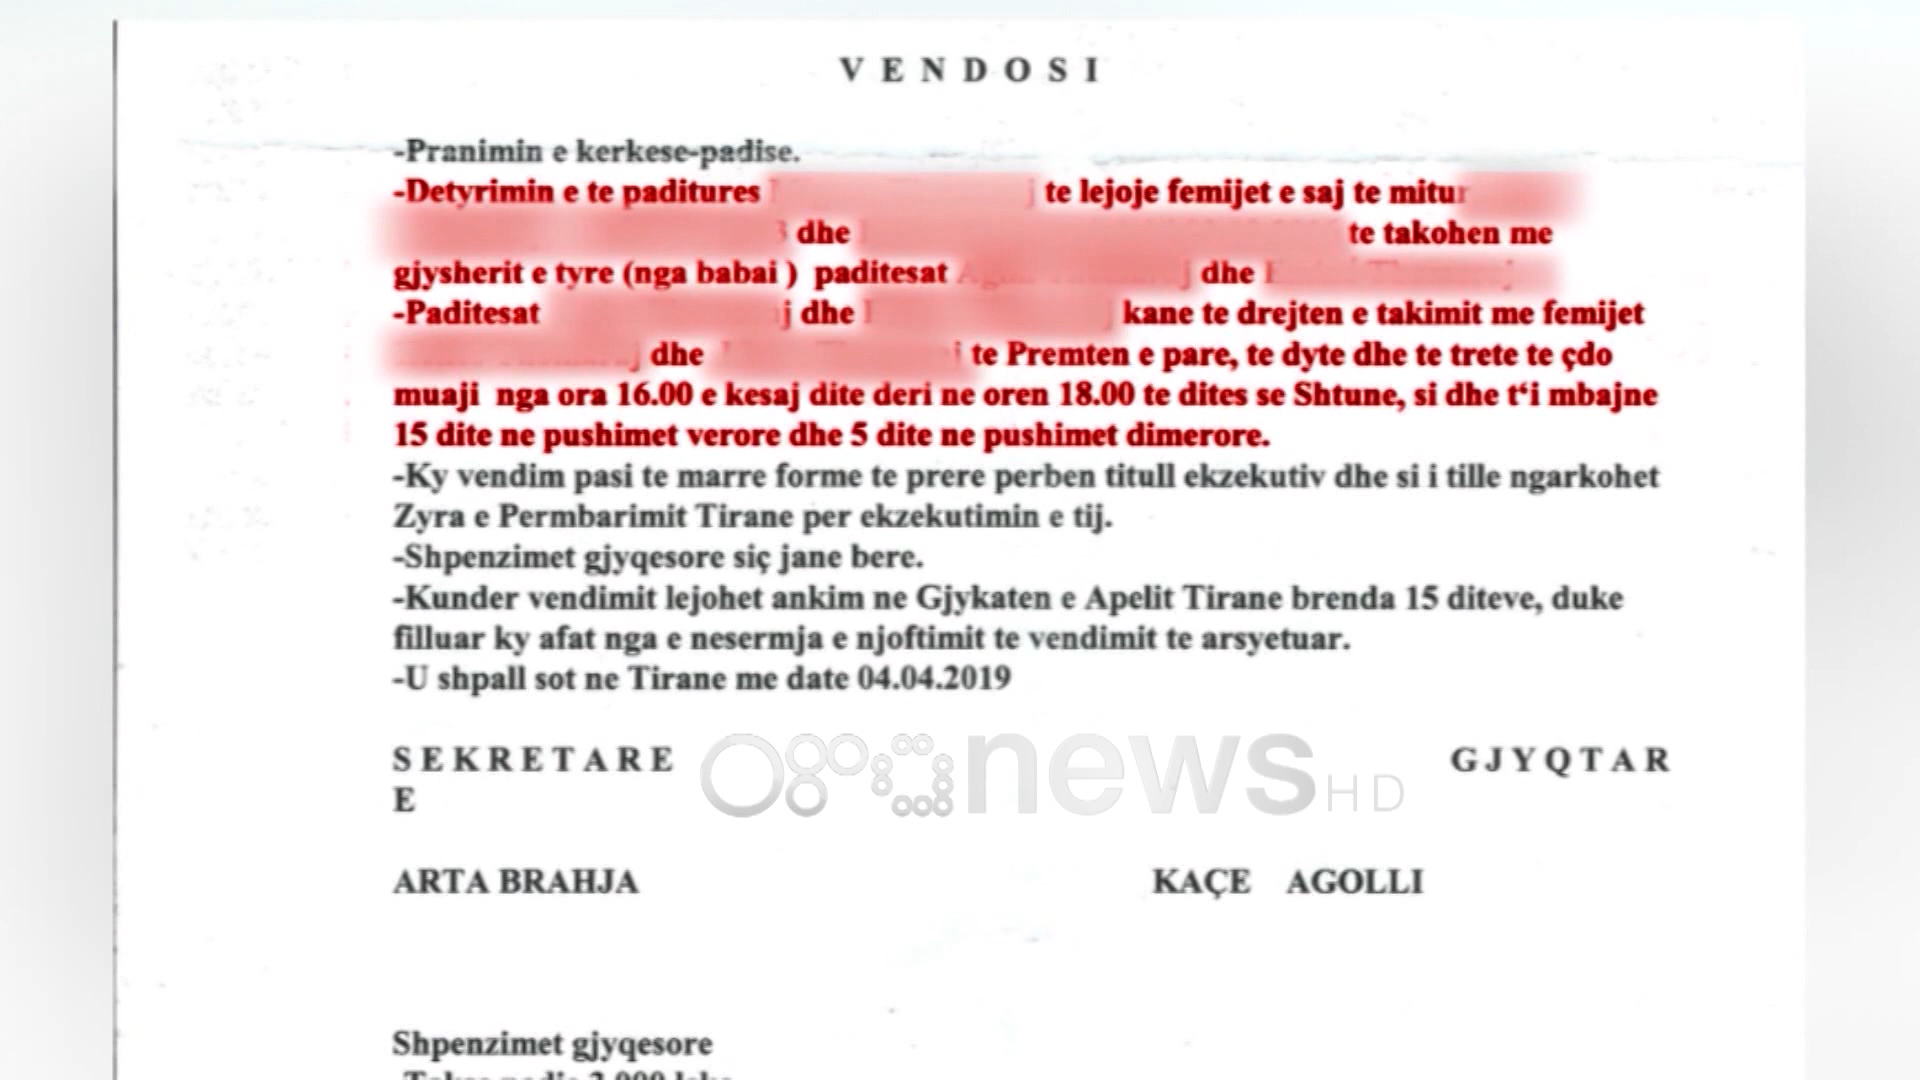 VENDOSI
-Pranimin e kerkese-padise.
-Detyrimin e te paditures te lejoje femijet e saj te mitur
dhe te takohen me
gjysherit e tyre (nga babai ) paditesat dhe
-Paditesat dhe kane te drejten e takimit me femijet
dhe te Premten e pare, te dyte dhe te trete te çdo
muaji nga ora 16.00 e kesaj dite deri ne oren 18.00 te dites se Shtune, si dhe t‘i mbajne
15 dite ne pushimet verore dhe 5 dite ne pushimet dimerore.
-Ky vendim pasi te marre forme te prere perben titull ekzekutiv dhe si i tille ngarkohet
Zyra e Permbarimit Tirane per ekzekutimin e tij.
-Shpenzimet gjyqesore siç jane bere.
-Kunder vendimit lejohet ankim ne Gjykaten e Apelit Tirane brenda 15 diteve, duke
filluar ky afat nga e nesermja e njoftimit te vendimit te arsyetuar.
-U shpall sot ne Tirane me date 04.04.2019
SEKRETARE GJYQTAR
E
news HD
ARTA BRAHJA KAÇE AGOLLI
Shpenzimet gjyqesore